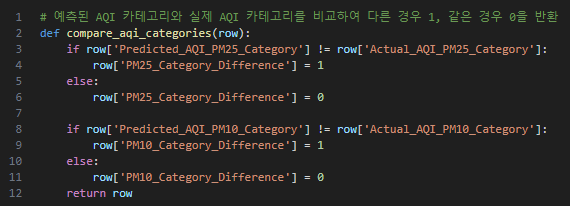 1 # 예측된 AQI 카테고리와 실제 AQI 카테고리를 비교하여 다른 경우 1, 같은 경우 0을 반환
2 def compare_aqi_categories(row):
3     if row['Predicted_AQI_PM25_Category'] != row['Actual_AQI_PM25_Category']:
4         row['PM25_Category_Difference'] = 1
5     else:
6         row['PM25_Category_Difference'] = 0
7
8     if row['Predicted_AQI_PM10_Category'] != row['Actual_AQI_PM10_Category']:
9         row['PM10_Category_Difference'] = 1
10     else:
11         row['PM10_Category_Difference'] = 0
12     return row